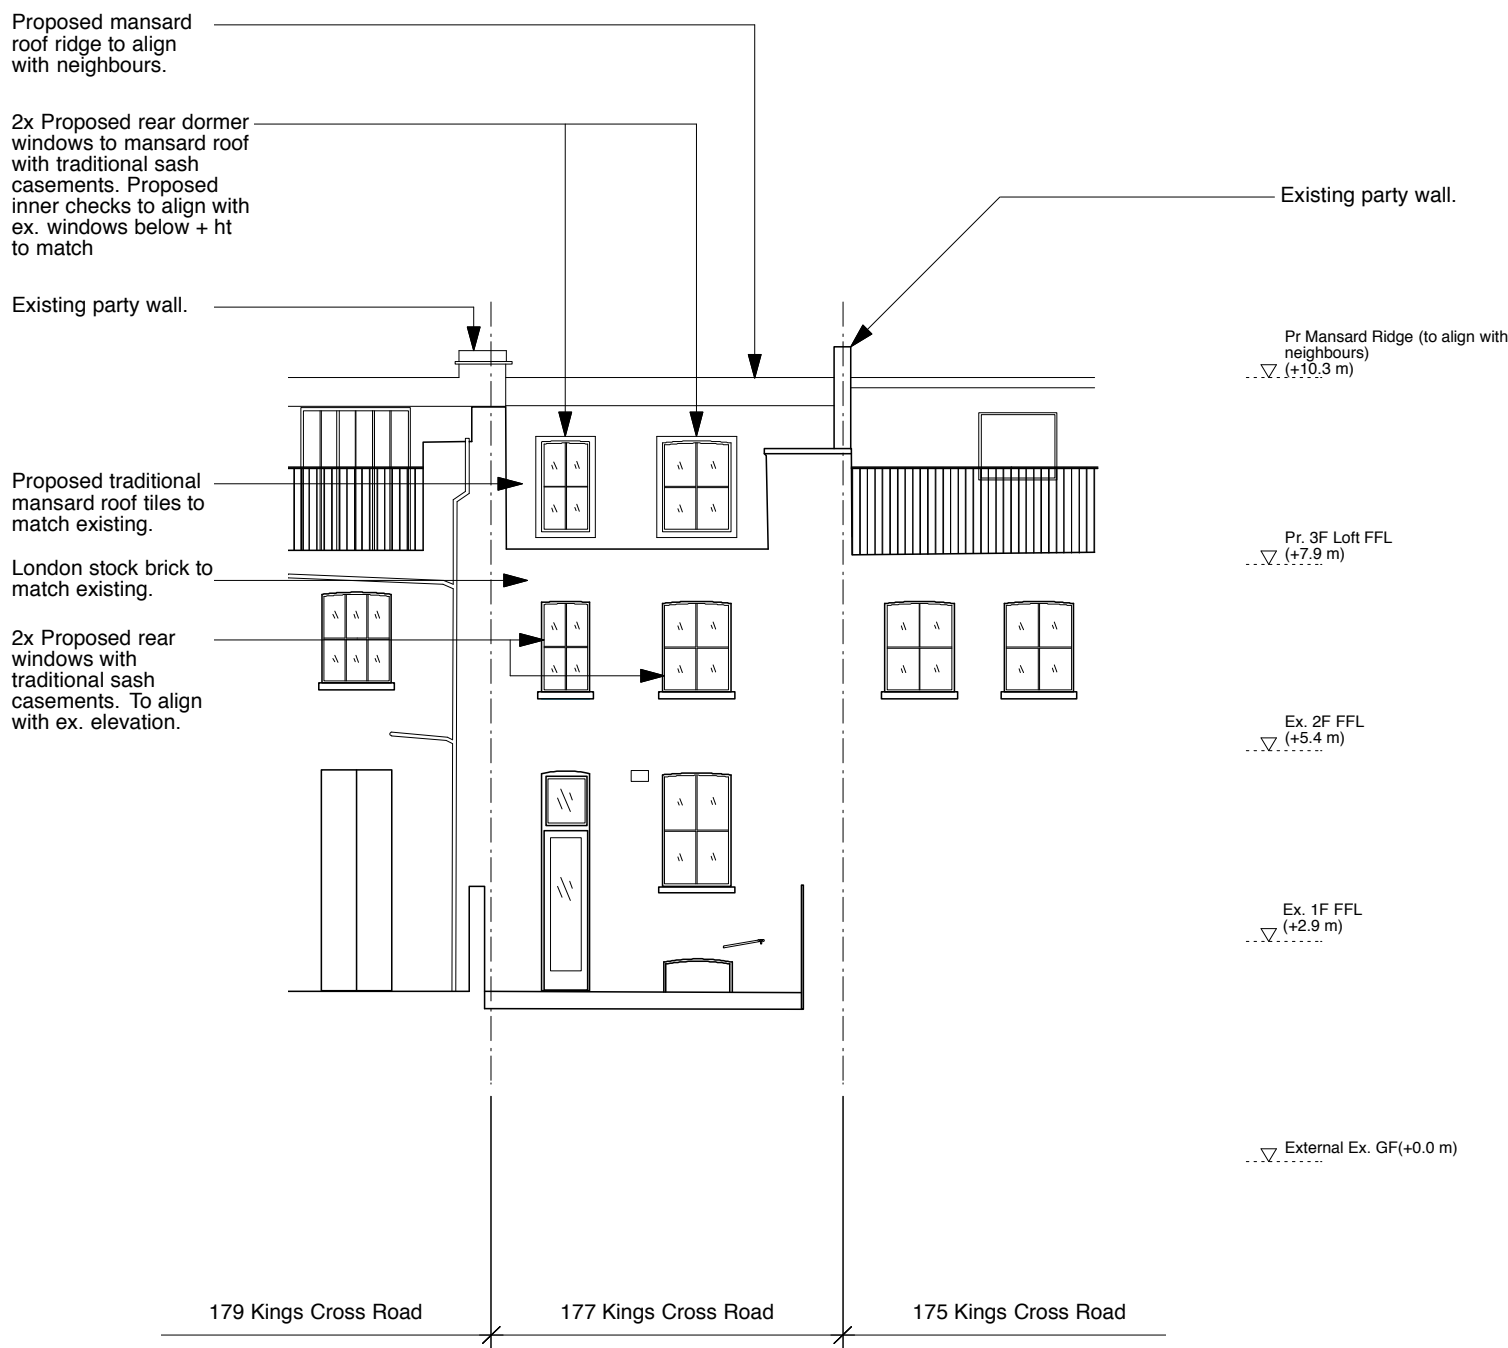 Proposed mansard
roof ridge to align
with neighbours.
2x Proposed rear dormer
windows to mansard roof
with traditional sash
casements. Proposed
inner checks to align with
ex. windows below + ht
to match
Existing party wall.
Existing party wall.
Pr Mansard Ridge (to align with
neighbours)
(+10.3 m)
Proposed traditional
mansard roof tiles to
match existing.
Pr. 3F Loft FFL
(+7.9 m)
London stock brick to
match existing.
2x Proposed rear
windows with
traditional sash
casements. To align
with ex. elevation.
Ex. 2F FFL
(+5.4 m)
Ex. 1F FFL
(+2.9 m)
External Ex. GF(+0.0 m)
179 Kings Cross Road
177 Kings Cross Road
175 Kings Cross Road